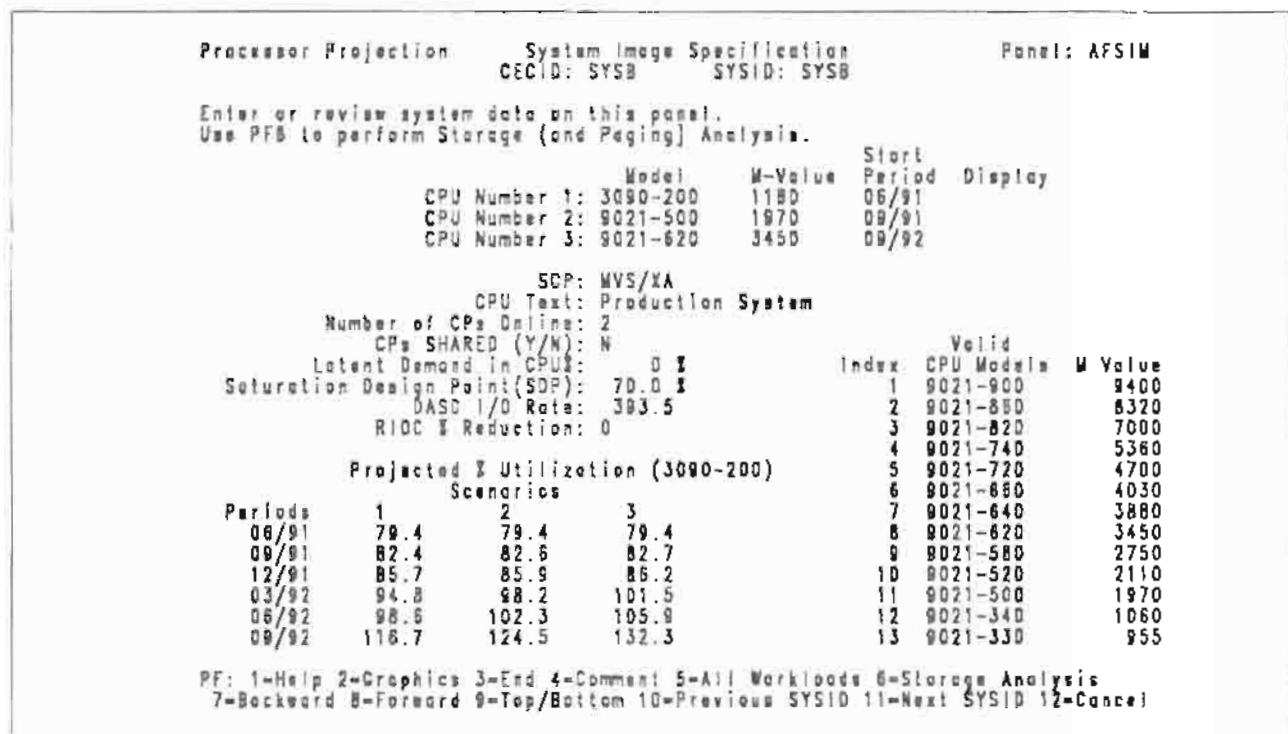 Processor Projection System Image Specification Panel: AFSIM
CECID: SYSB SYSID: SYSB
Enter or review system data on this panel.
Use PF6 to perform Storage (and Paging) Analysis.
Start
Model M-Value Period Display
CPU Number 1: 3090-200 1180 06/91
CPU Number 2: 9021-500 1970 09/91
CPU Number 3: 9021-620 3450 09/92
SCP: MVS/XA
CPU Text: Production System
Number of CPs Online: 2
CPs SHARED (Y/N): N Valid
Latent Demand in CPU%: 0 % Index CPU Models M Value
Saturation Design Point(SDP): 70.0 % 1 9021-900 9400
DASD I/O Rate: 393.5 2 9021-860 8320
RIOC % Reduction: 0 3 9021-820 7000
4 9021-740 5360
Projected % Utilization (3090-200) 5 9021-720 4700
Scenarios 6 9021-660 4030
Periods 1 2 3 7 9021-640 3880
06/91 79.4 79.4 79.4 8 9021-620 3450
09/91 82.4 82.6 82.7 9 9021-580 2750
12/91 85.7 85.9 86.2 10 9021-520 2110
03/92 94.8 98.2 101.5 11 9021-500 1970
06/92 98.6 102.3 105.9 12 9021-340 1060
09/92 116.7 124.5 132.3 13 9021-330 955
PF: 1=Help 2=Graphics 3=End 4=Comment 5=All Workloads 6=Storage Analysis
7=Backward 8=Forward 9=Top/Bottom 10=Previous SYSID 11=Next SYSID 12=Cancel